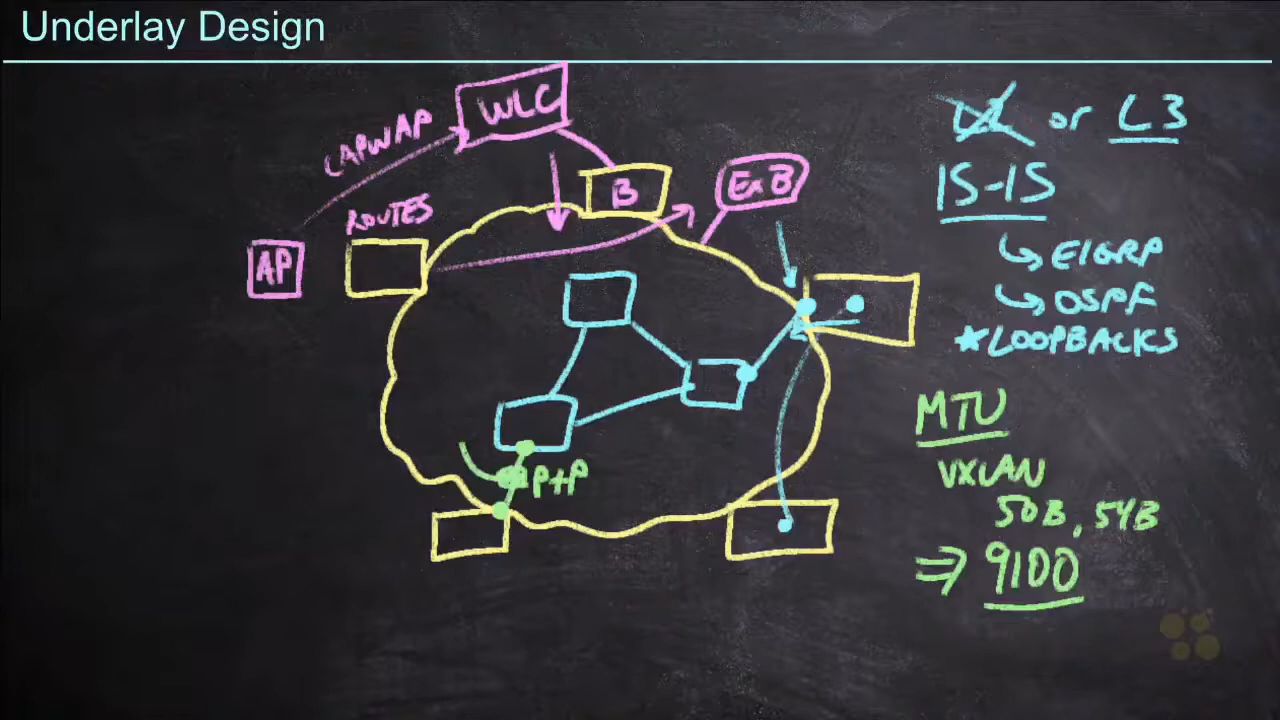 Underlay Design
WLC
CAPWAP
L2 or L3
B
ExB
IS-IS
ROUTES
AP
EIGRP
OSPF
*LOOPBACKS
MTU
P+P
VXLAN
50B, 54B
⇒ 9100